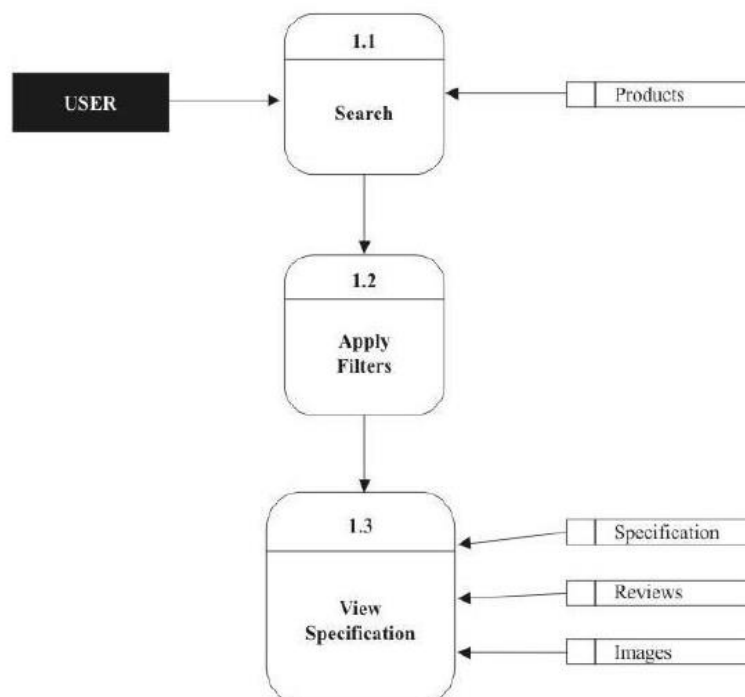 1.1
USER
Search
Products
1.2
Apply
Filters
1.3
Specification
View
Specification
Reviews
Images